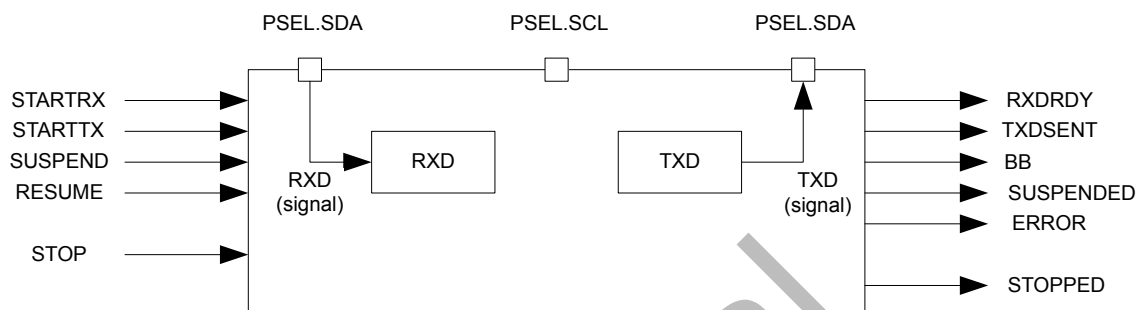 PSEL.SDA PSEL.SCL PSEL.SDA
STARTRX
STARTTX
SUSPEND
RESUME
STOP
RXD
RXD
(signal)
TXD
TXD
(signal)
RXDRDY
TXDSENT
BB
SUSPENDED
ERROR
STOPPED